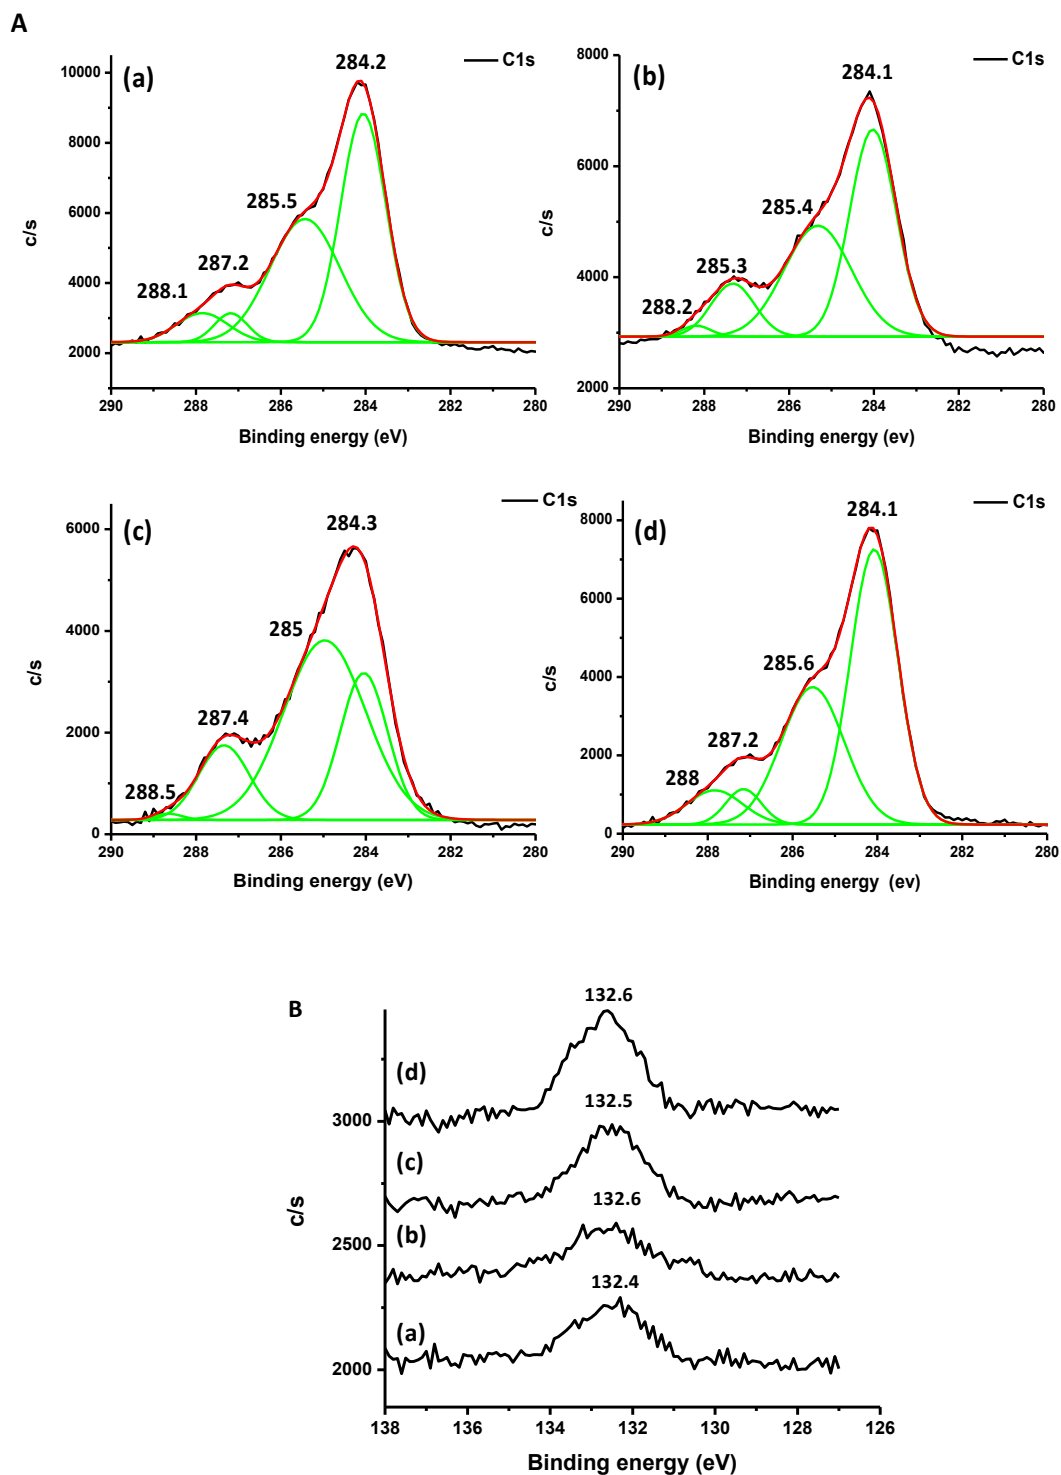 A
(a)
284.2
C1s
10000
8000
6000
4000
2000
c/s
285.5
287.2
288.1
290 288 286 284 282 280
Binding energy (eV)
(b)
284.1
C1s
8000
6000
4000
2000
c/s
285.4
285.3
288.2
290 288 286 284 282 280
Binding energy (ev)
(c)
284.3
C1s
6000
4000
2000
0
c/s
285
287.4
288.5
290 288 286 284 282 280
Binding energy (eV)
(d)
284.1
C1s
8000
6000
4000
2000
0
c/s
285.6
287.2
288
290 288 286 284 282 280
Binding energy (ev)
B
132.6
(d)
132.5
3000
(c)
132.6
c/s
(b)
2500
132.4
(a)
2000
138 136 134 132 130 128 126
Binding energy (eV)